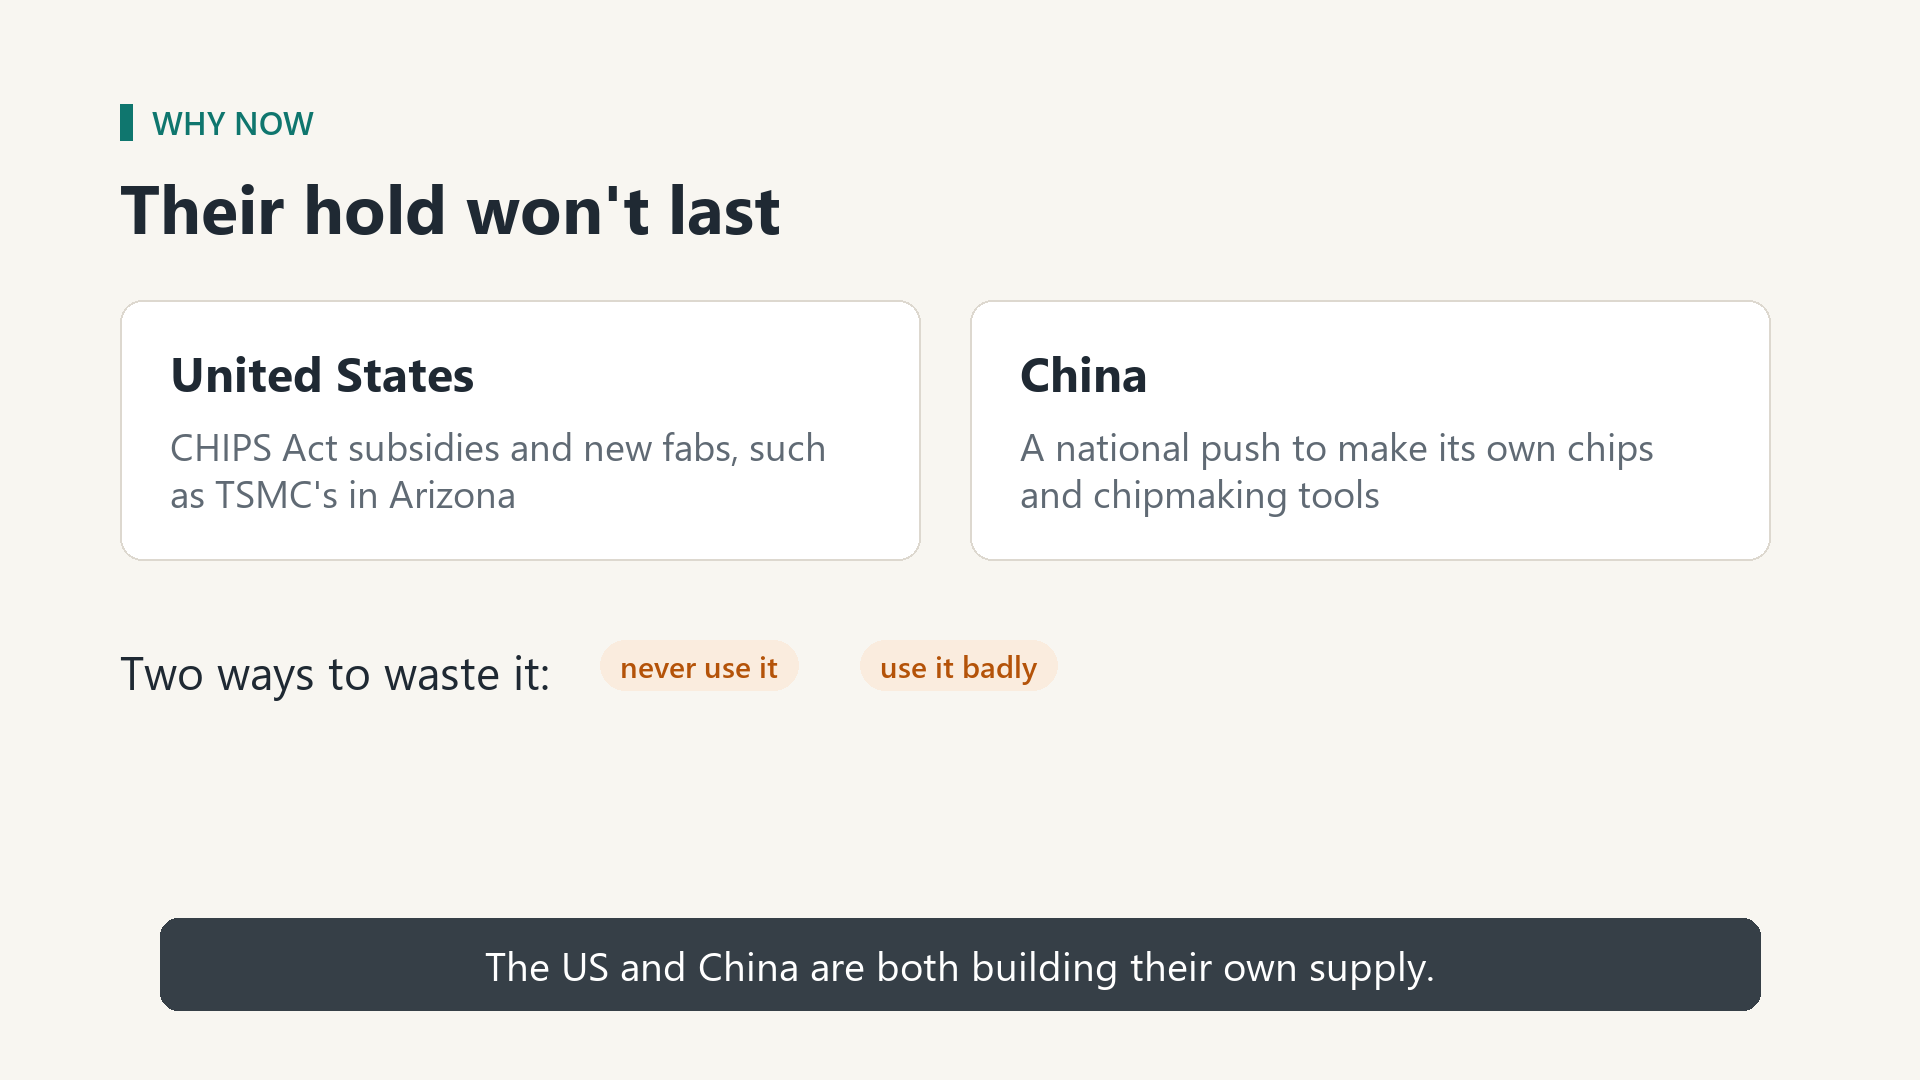 WHY NOW
Their hold won't last
United States
CHIPS Act subsidies and new fabs, such
as TSMC's in Arizona
China
A national push to make its own chips
and chipmaking tools
Two ways to waste it: never use it use it badly
The US and China are both building their own supply.